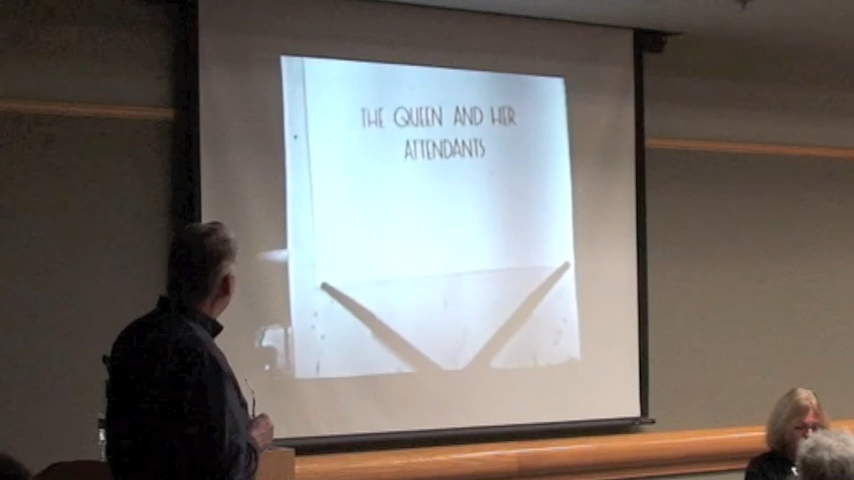 THE QUEEN AND HER
ATTENDANTS